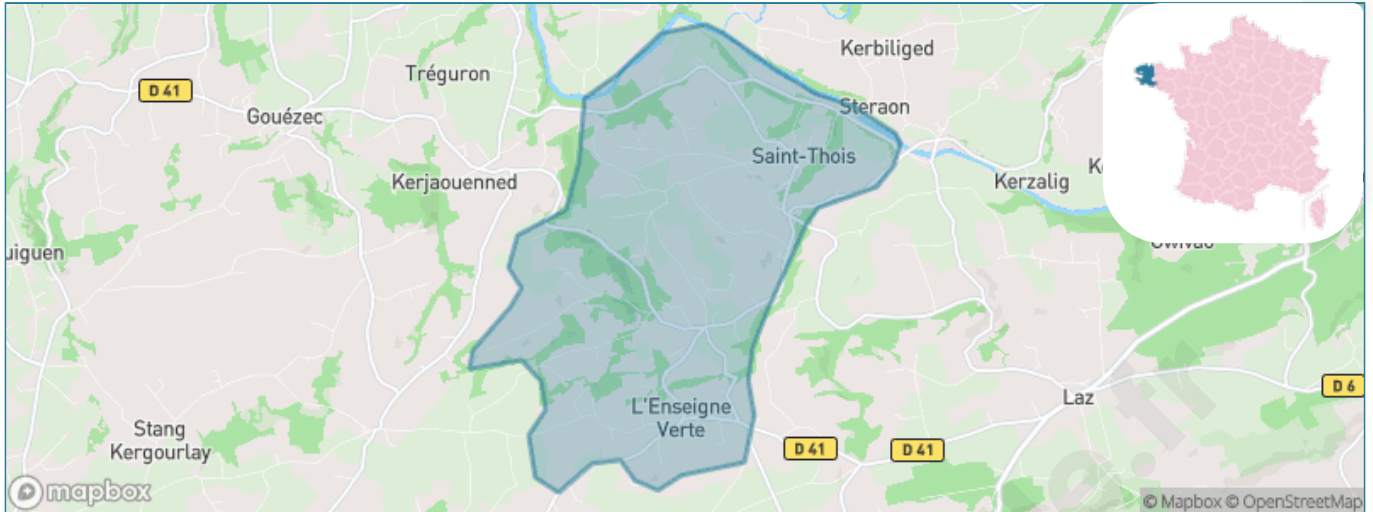 Kerbiliged
Tréguron
D 41
Steraon
Gouézec
Saint-Thois
Kerjaouenned
Kerzalig
uiguen
L'Enseigne
Verte
D 6
Laz
Stang
Kergourlay
D 41
D 41
mapbox
© Mapbox © OpenStreetMap